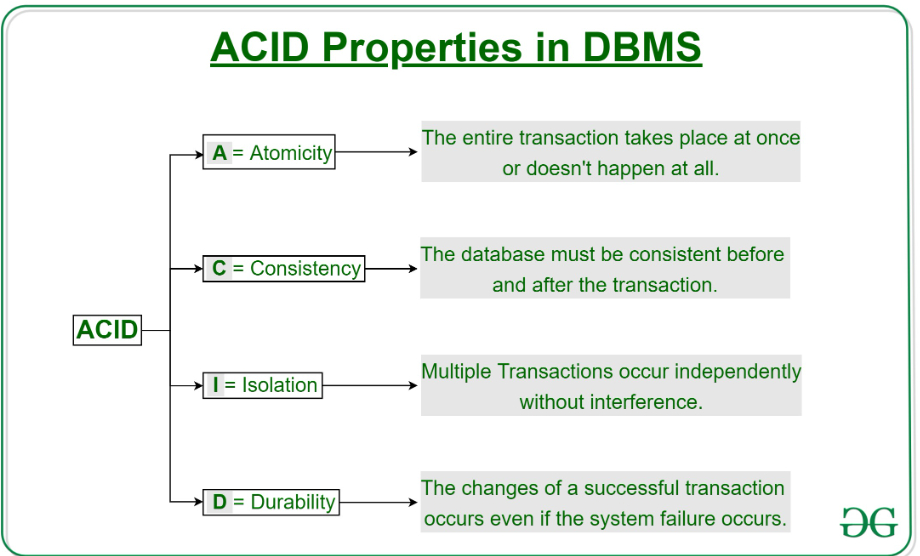 ACID Properties in DBMS
A = Atomicity
The entire transaction takes place at once
or doesn't happen at all.
C = Consistency
The database must be consistent before
and after the transaction.
ACID
I = Isolation
Multiple Transactions occur independently
without interference.
D = Durability
The changes of a successful transaction
occurs even if the system failure occurs.